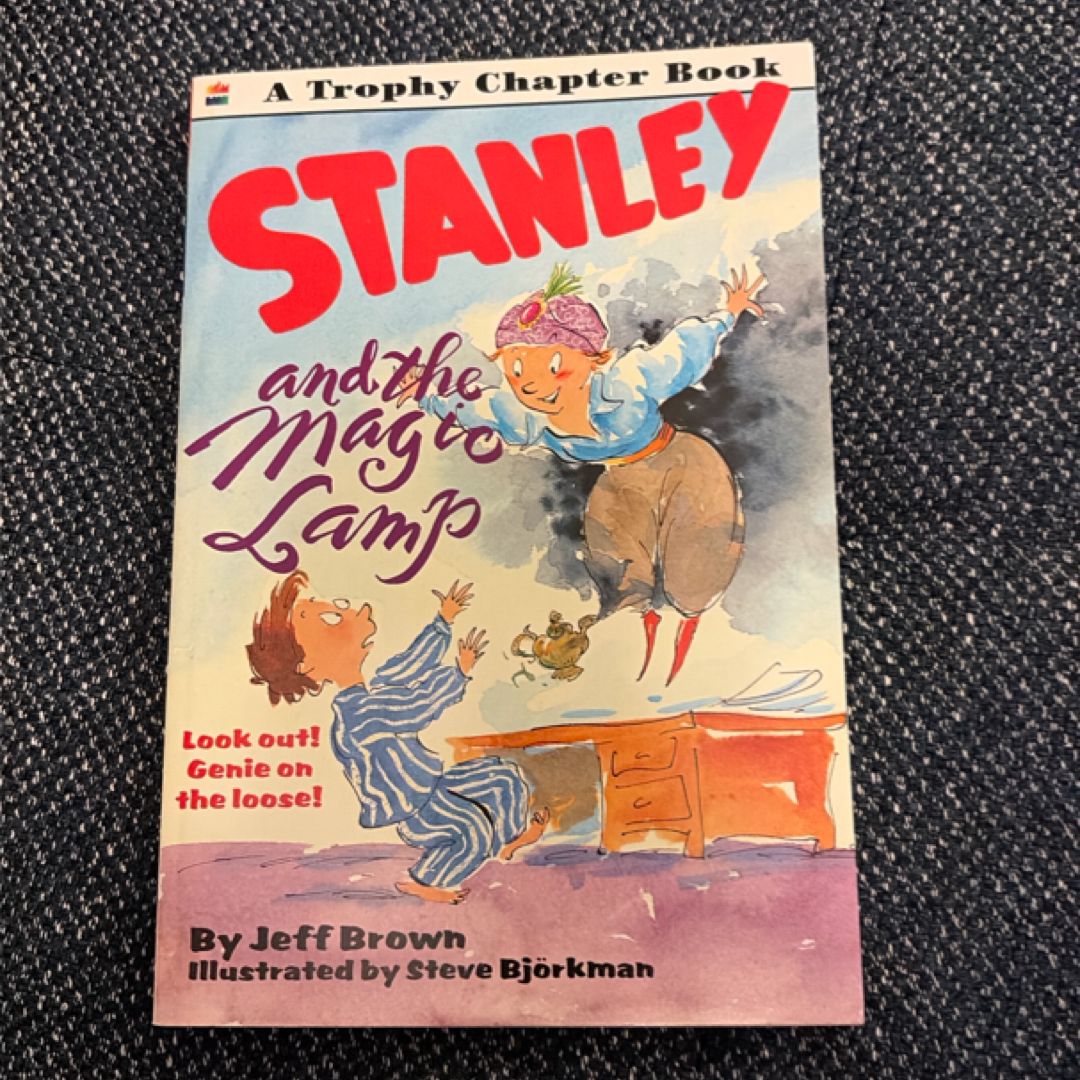 A Trophy Chapter Book
STANLEY
and the
Magic
Lamp
Look out!
Genie on
the loose!
By Jeff Brown
Illustrated by Steve Björkman